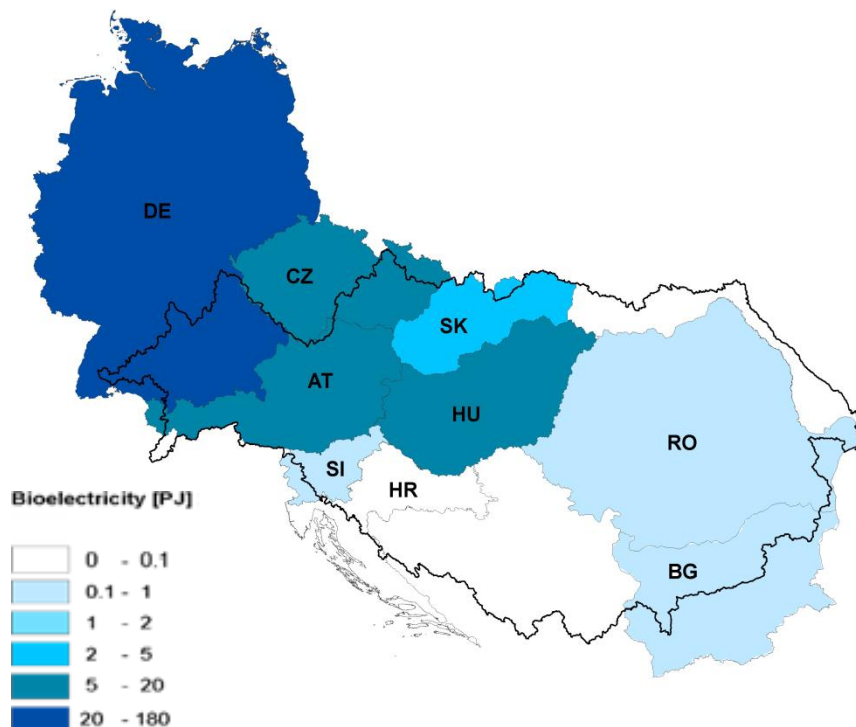 DE
CZ
SK
AT
HU
RO
SI
HR
BG
Bioelectricity [PJ]
0 - 0.1
0.1 - 1
1 - 2
2 - 5
5 - 20
20 - 180